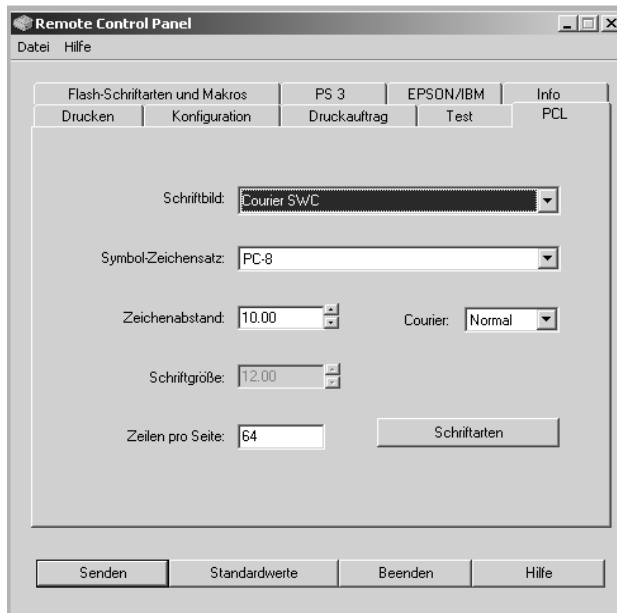 Remote Control Panel
Datei Hilfe
Flash-Schriftarten und Makros PS 3 EPSON/IBM Info
Drucken Konfiguration Druckauftrag Test PCL
Schriftbild: Courier SWC
Symbol-Zeichensatz: PC-8
Zeichenabstand: 10.00 Courier: Normal
Schriftgröße: 12.00
Zeilen pro Seite: 64 Schriftarten
Senden Standardwerte Beenden Hilfe